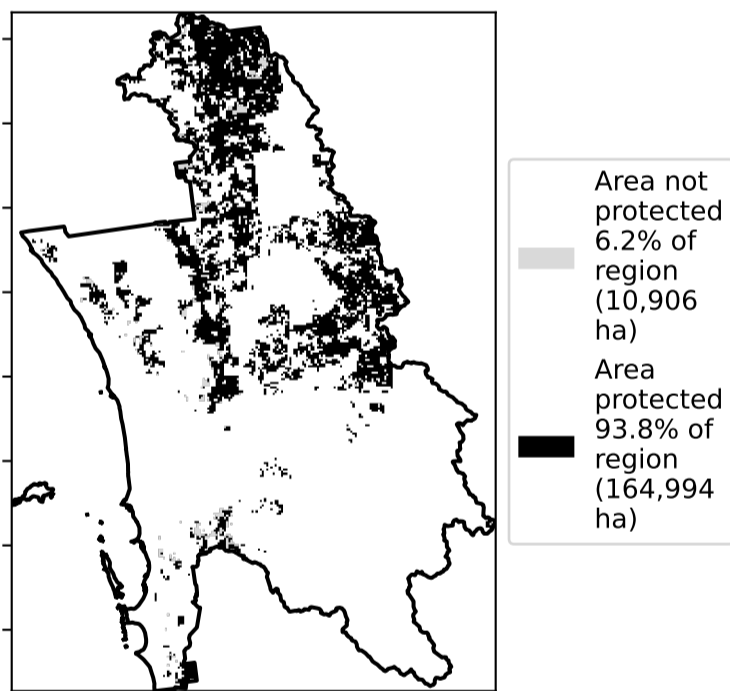 Area not
protected
6.2% of
region
(10,906
ha)
Area
protected
93.8% of
region
(164,994
ha)